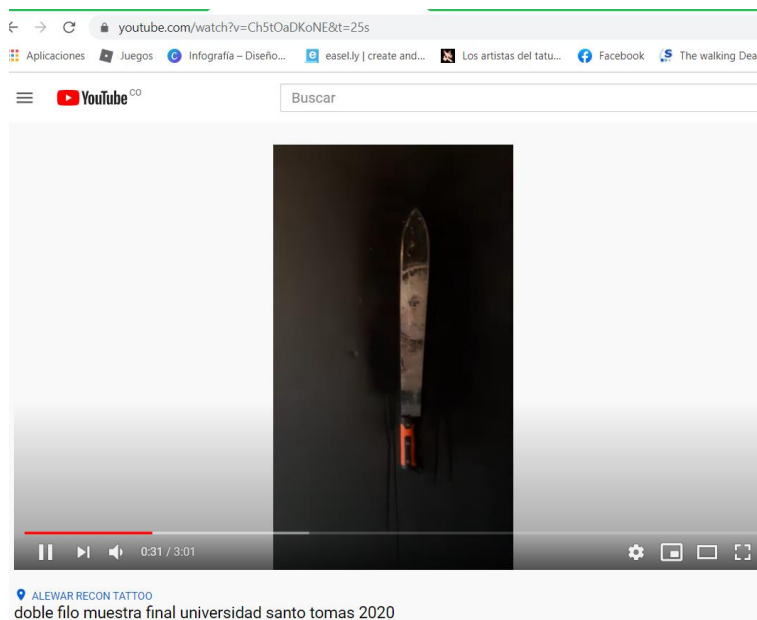 youtube.com/watch?v=Ch5tOaDKoNE&t=25s
Aplicaciones Juegos Infografía – Diseño... easel.ly | create and... Los artistas del tatu... Facebook The walking Dea
YouTube CO Buscar
0:31 / 3:01
ALEWAR RECON TATTOO
doble filo muestra final universidad santo tomas 2020